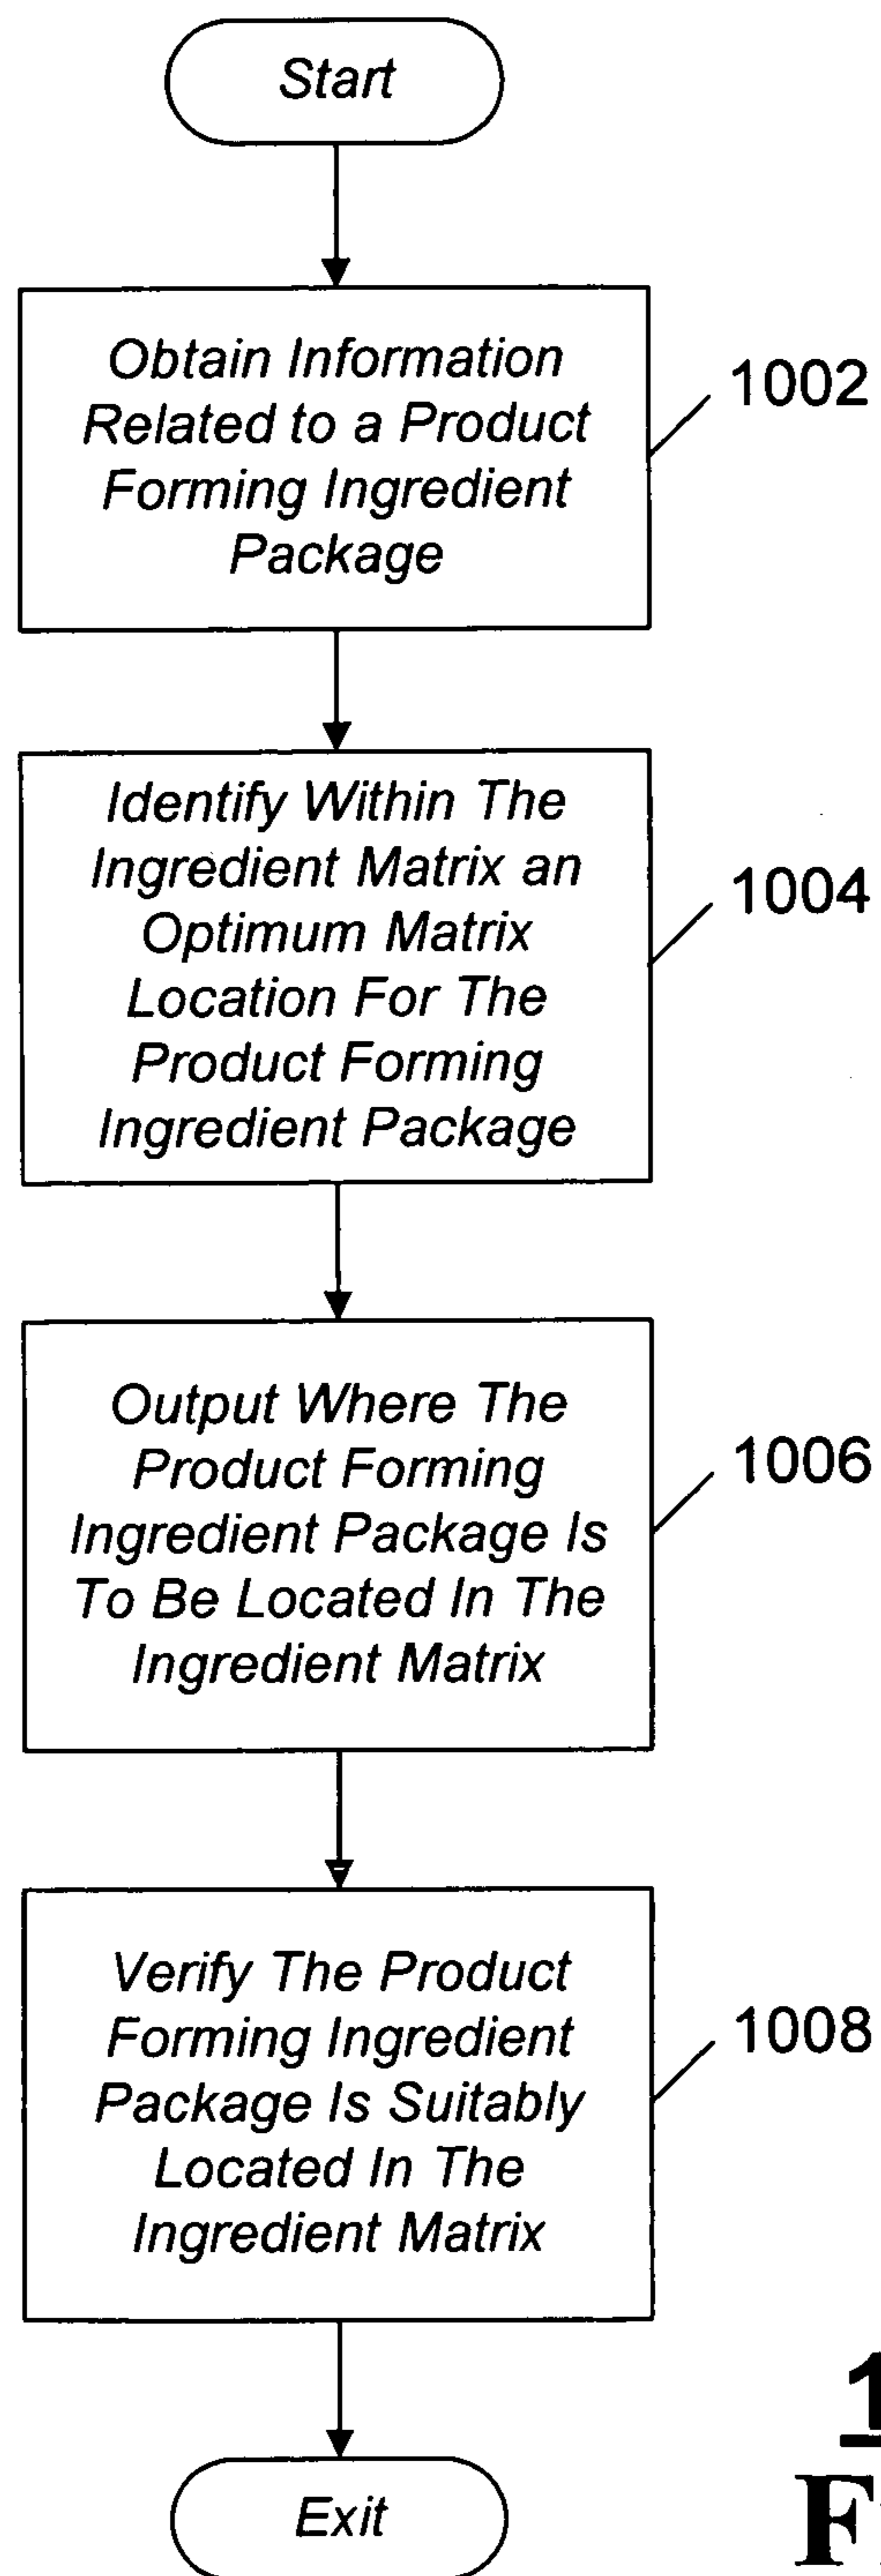 Start
Obtain Information
Related to a Product
Forming Ingredient
Package
1002
Identify Within The
Ingredient Matrix an
Optimum Matrix
Location For The
Product Forming
Ingredient Package
1004
Output Where The
Product Forming
Ingredient Package Is
To Be Located In The
Ingredient Matrix
1006
Verify The Product
Forming Ingredient
Package Is Suitably
Located In The
Ingredient Matrix
1008
Exit